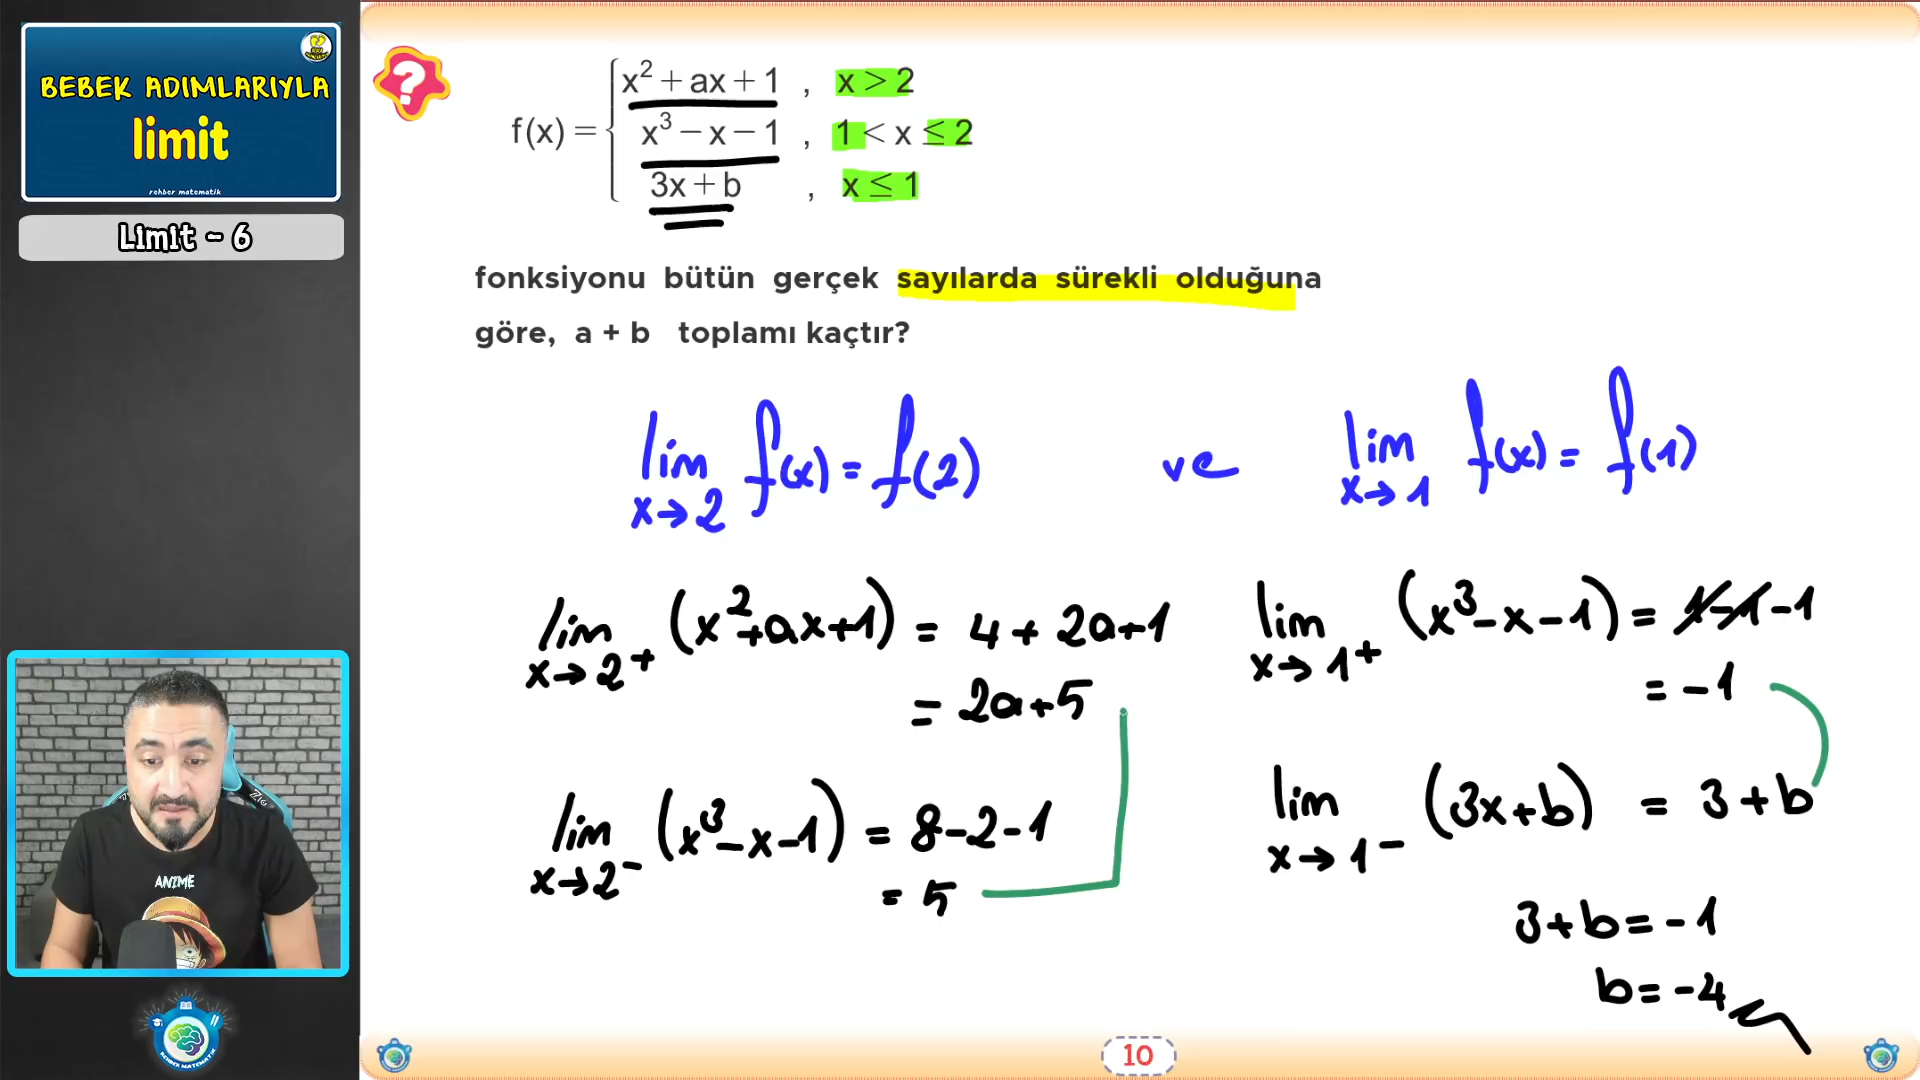 BEBEK ADIMLARIYLA
limit
rehber matematik
Limit - 6
f(x) = { x² + ax + 1 , x > 2
x³ - x - 1 , 1 < x ≤ 2
3x + b , x ≤ 1
fonksiyonu bütün gerçek sayılarda sürekli olduğuna
göre, a + b toplamı kaçtır?
lim x→2 f(x) = f(2) ve lim x→1 f(x) = f(1)
lim x→2⁺ (x²+ax+1) = 4 + 2a+1
= 2a+5
lim x→2⁻ (x³-x-1) = 8-2-1
= 5
lim x→1⁺ (x³-x-1) = 1-1-1
= -1
lim x→1⁻ (3x+b) = 3+b
3+b = -1
b = -4
ANIME
REHBER MATEMATİK
10